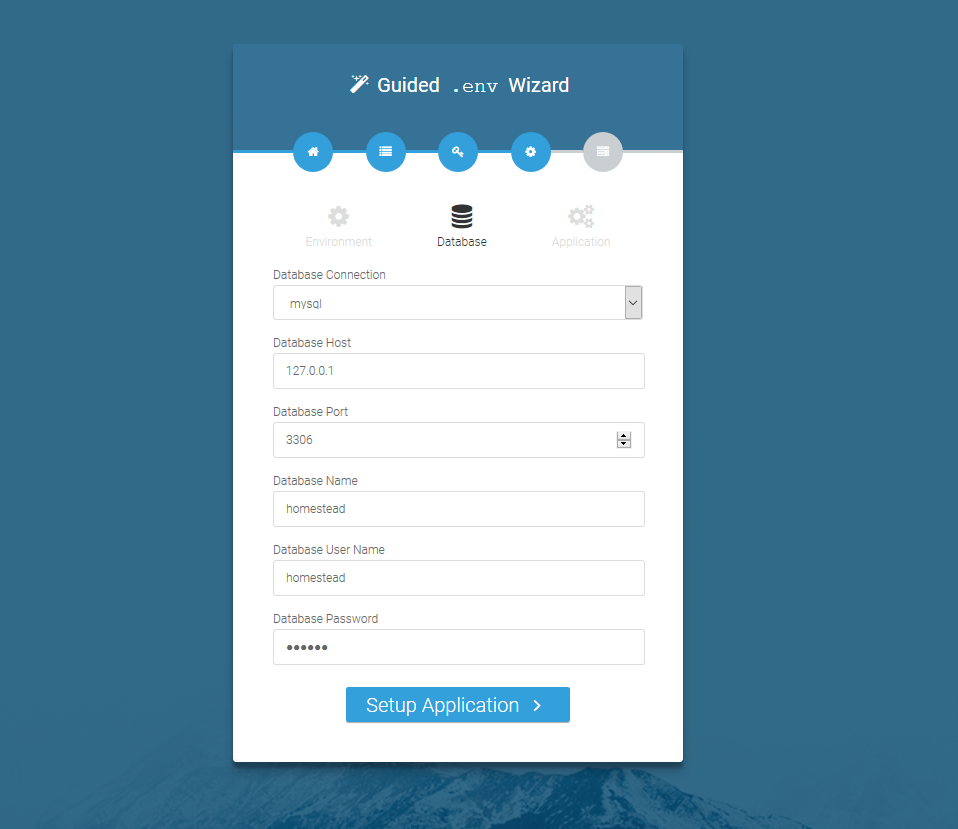 Guided .env Wizard
Environment
Database
Application
Database Connection
mysql
Database Host
127.0.0.1
Database Port
3306
Database Name
homestead
Database User Name
homestead
Database Password
••••••
Setup Application